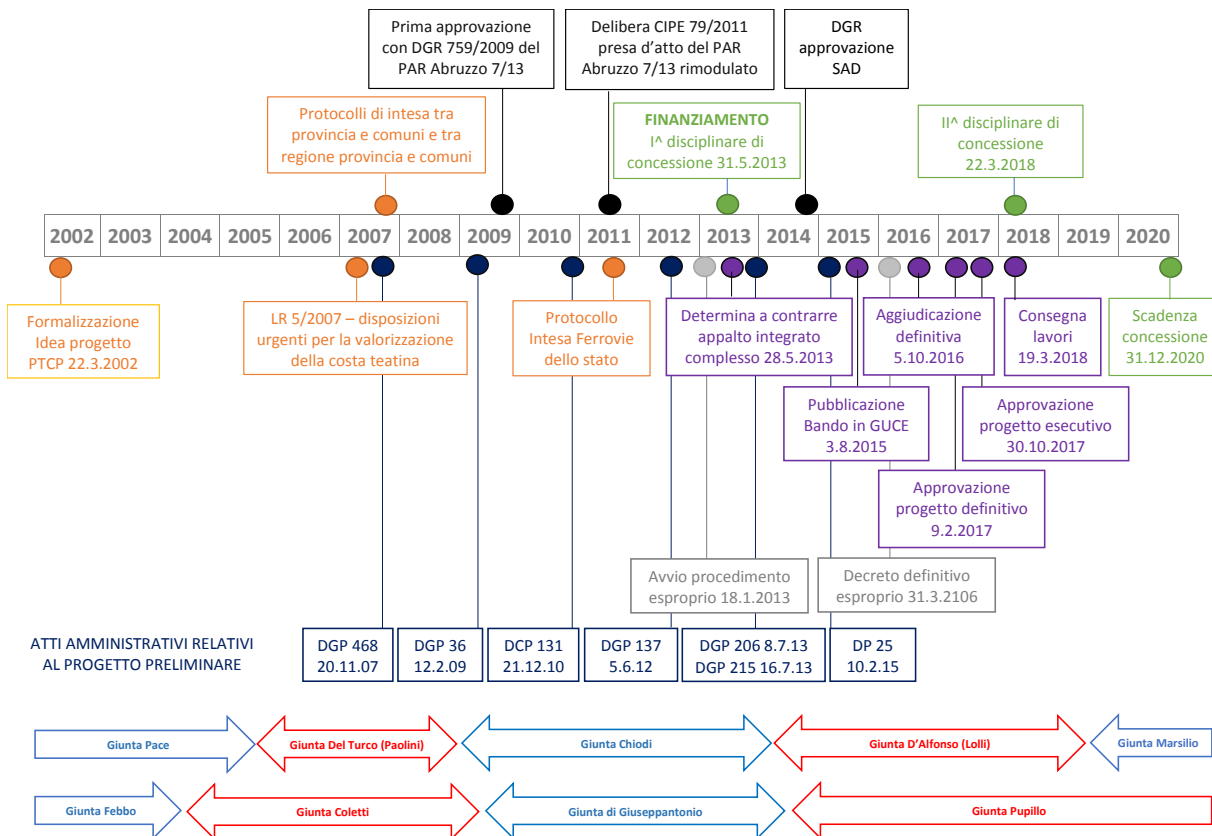 Prima approvazione
con DGR 759/2009 del
PAR Abruzzo 7/13
Delibera CIPE 79/2011
presa d'atto del PAR
Abruzzo 7/13 rimodulato
DGR
approvazione
SAD
Protocolli di intesa tra
provincia e comuni e tra
regione provincia e comuni
FINANZIAMENTO
I^ disciplinare di
concessione 31.5.2013
II^ disciplinare di
concessione
22.3.2018
2002 2003 2004 2005 2006 2007 2008 2009 2010 2011 2012 2013 2014 2015 2016 2017 2018 2019 2020
Formalizzazione
Idea progetto
PTCP 22.3.2002
LR 5/2007 – disposizioni
urgenti per la valorizzazione
della costa teatina
Protocollo
Intesa Ferrovie
dello stato
Determina a contrarre
appalto integrato
complesso 28.5.2013
Aggiudicazione
definitiva
5.10.2016
Consegna
lavori
19.3.2018
Scadenza
concessione
31.12.2020
Pubblicazione
Bando in GUCE
3.8.2015
Approvazione
progetto esecutivo
30.10.2017
Approvazione
progetto definitivo
9.2.2017
Avvio procedimento
esproprio 18.1.2013
Decreto definitivo
esproprio 31.3.2106
ATTI AMMINISTRATIVI RELATIVI
AL PROGETTO PRELIMINARE
DGP 468
20.11.07
DGP 36
12.2.09
DCP 131
21.12.10
DGP 137
5.6.12
DGP 206 8.7.13
DGP 215 16.7.13
DP 25
10.2.15
Giunta Pace
Giunta Del Turco (Paolini)
Giunta Chiodi
Giunta D'Alfonso (Lolli)
Giunta Marsilio
Giunta Febbo
Giunta Coletti
Giunta di Giuseppantonio
Giunta Pupillo